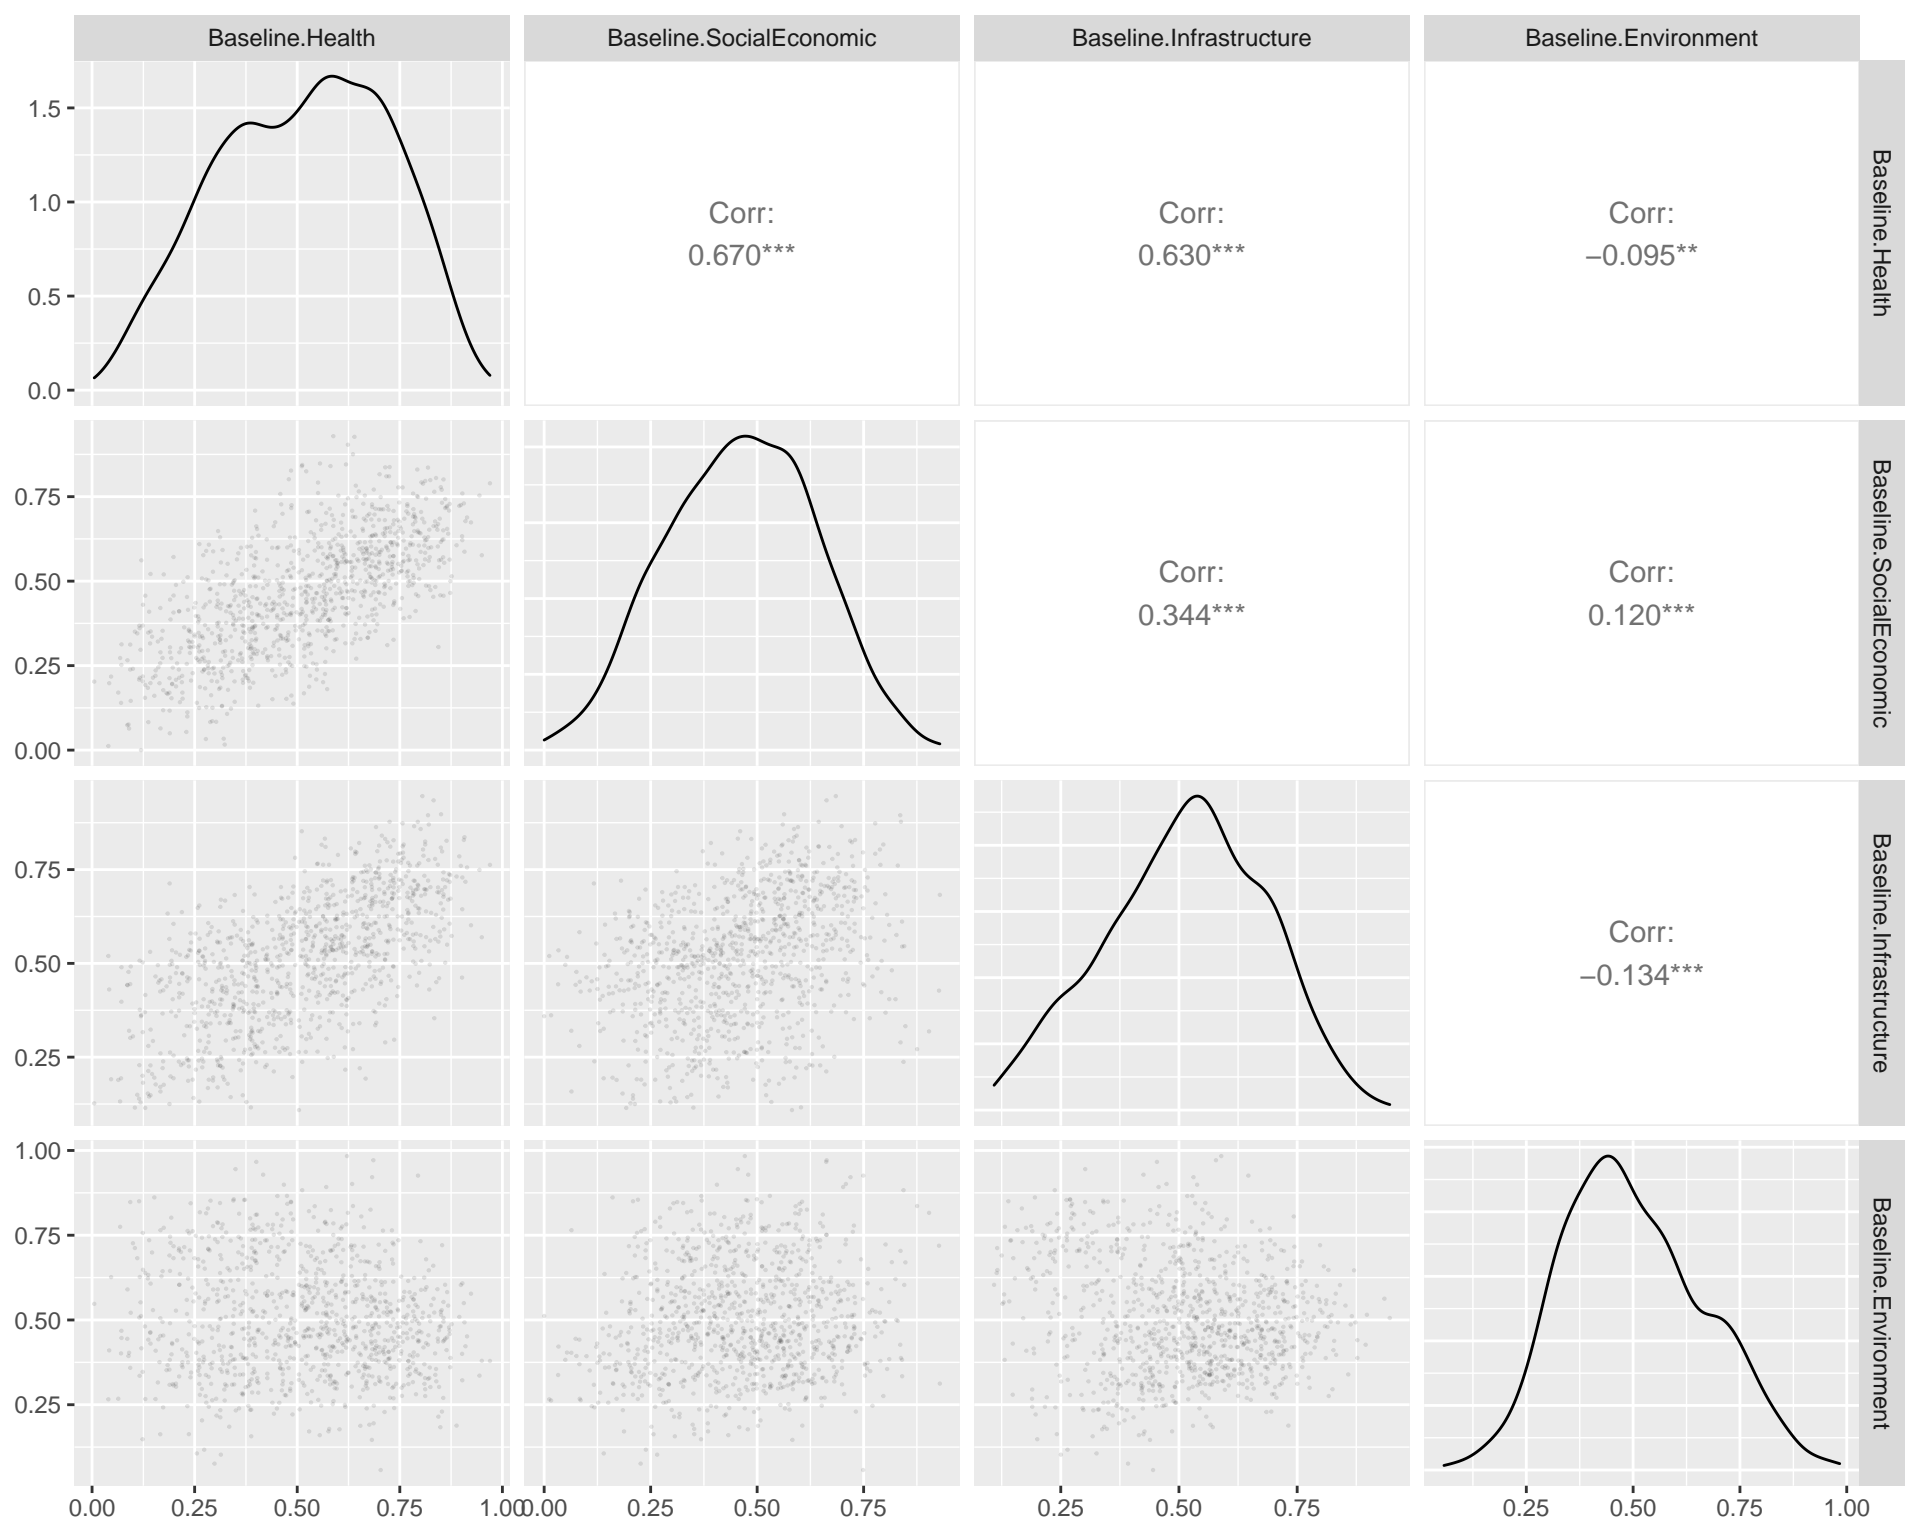 Baseline.Health
Baseline.SocialEconomic
Baseline.Infrastructure
Baseline.Environment
1.5
1.0
0.5
0.0
Corr:
0.670***
Corr:
0.630***
Corr:
−0.095**
Baseline.Health
0.75
0.50
0.25
0.00
Corr:
0.344***
Corr:
0.120***
Baseline.SocialEconomic
0.75
0.50
0.25
Corr:
−0.134***
Baseline.Infrastructure
1.00
0.75
0.50
0.25
Baseline.Environment
0.00 0.25 0.50 0.75 1.00
0.00 0.25 0.50 0.75
0.25 0.50 0.75
0.25 0.50 0.75 1.00